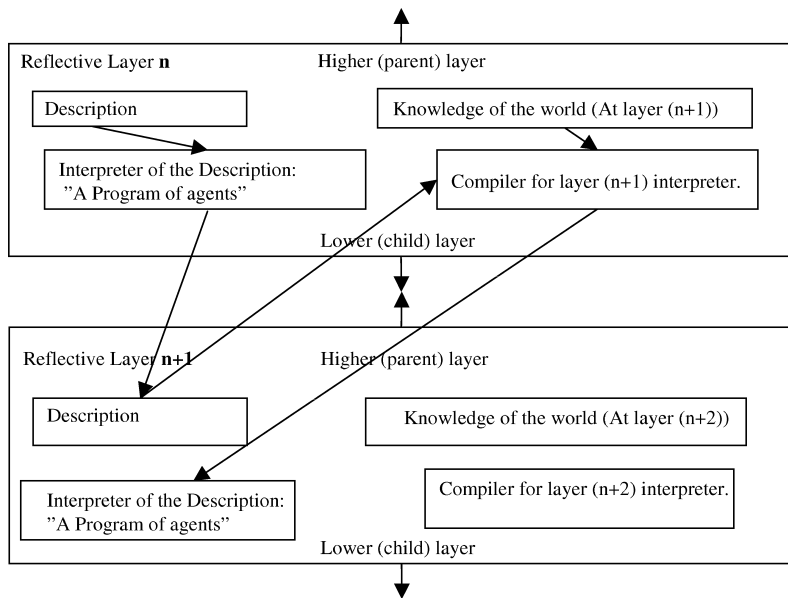 Reflective Layer n
Higher (parent) layer
Description
Knowledge of the world (At layer (n+1))
Interpreter of the Description:
”A Program of agents”
Compiler for layer (n+1) interpreter.
Lower (child) layer
Reflective Layer n+1
Higher (parent) layer
Description
Knowledge of the world (At layer (n+2))
Interpreter of the Description:
”A Program of agents”
Compiler for layer (n+2) interpreter.
Lower (child) layer